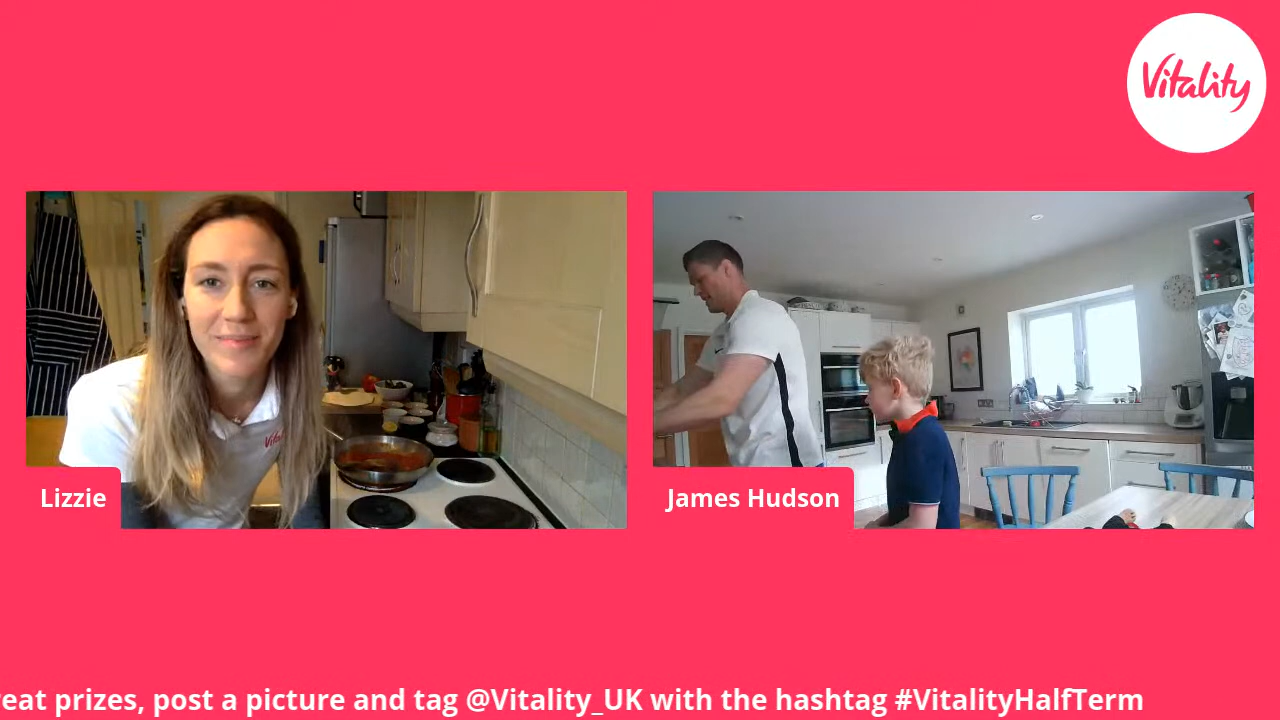 Vitality
Lizzie
James Hudson
eat prizes, post a picture and tag @Vitality_UK with the hashtag #VitalityHalfTerm